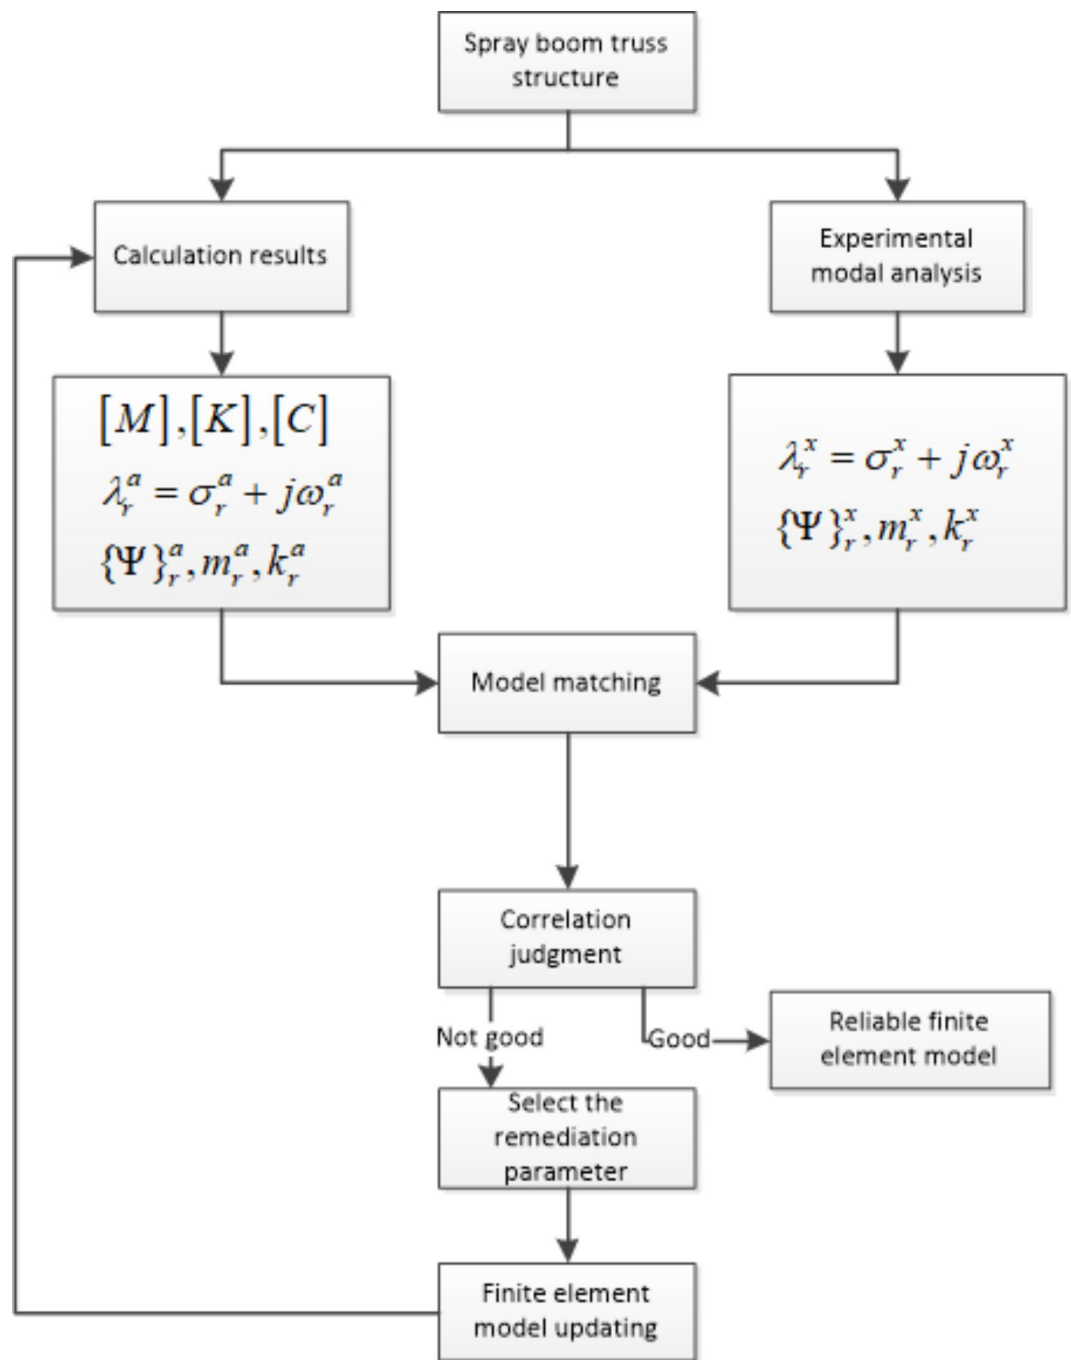 Spray boom truss
structure
Calculation results
Experimental
modal analysis
[M],[K],[C]
λ_r^a = σ_r^a + jω_r^a
{Ψ}_r^a, m_r^a, k_r^a
λ_r^x = σ_r^x + jω_r^x
{Ψ}_r^x, m_r^x, k_r^x
Model matching
Correlation
judgment
Not good
Good
Reliable finite
element model
Select the
remediation
parameter
Finite element
model updating